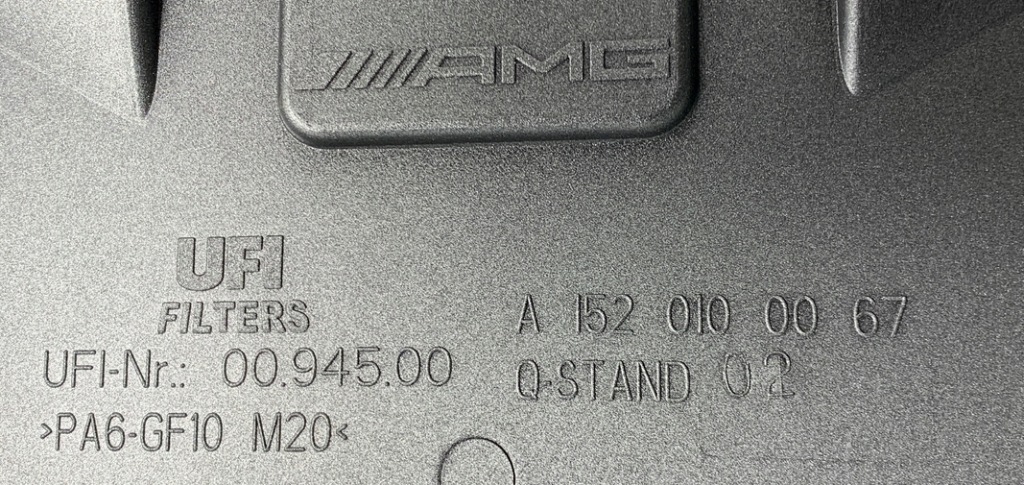 AMG
UFI
FILTERS
UFI-Nr.: 00.945.00
>PA6-GF10 M20<
A 152 010 00 67
Q-STAND 02